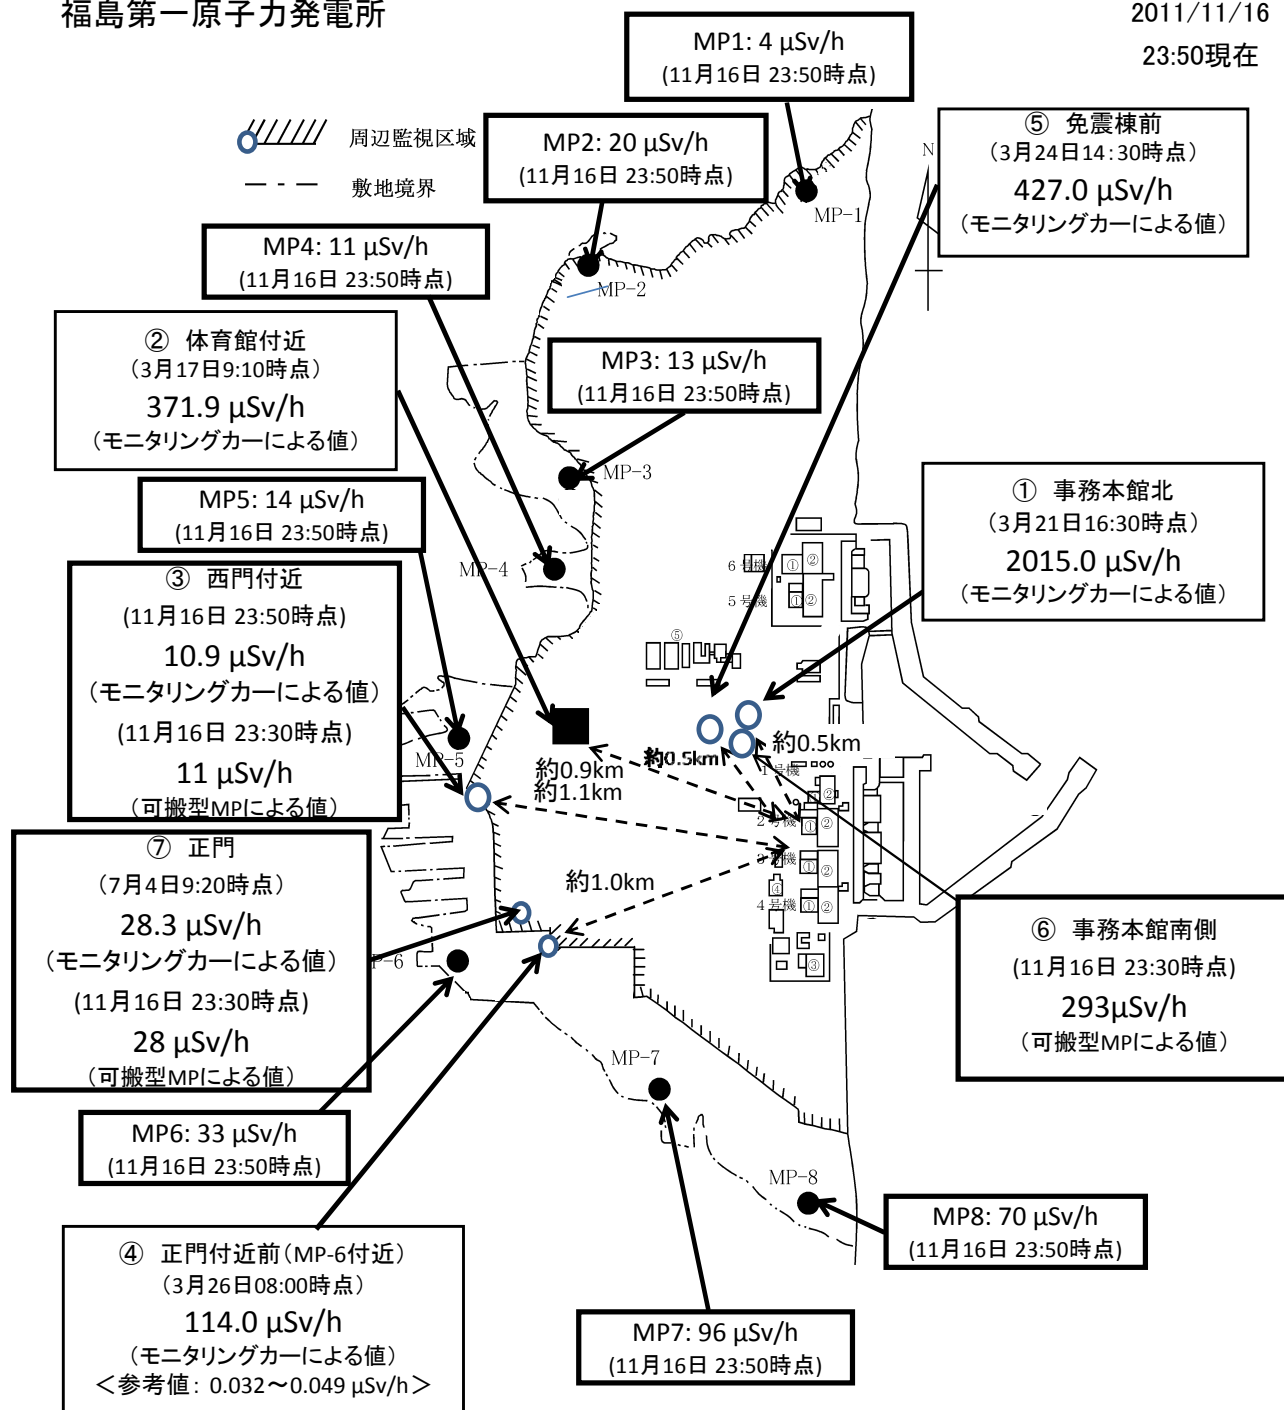 福島第一原子力発電所
2011/11/16
23:50現在
MP1: 4 μSv/h
(11月16日 23:50時点)
周辺監視区域
敷地境界
MP2: 20 μSv/h
(11月16日 23:50時点)
⑤ 免震棟前
(3月24日14:30時点)
427.0 μSv/h
(モニタリングカーによる値)
N
MP-1
MP4: 11 μSv/h
(11月16日 23:50時点)
MP-2
② 体育館付近
(3月17日9:10時点)
371.9 μSv/h
(モニタリングカーによる値)
MP3: 13 μSv/h
(11月16日 23:50時点)
MP-3
MP5: 14 μSv/h
(11月16日 23:50時点)
① 事務本館北
(3月21日16:30時点)
2015.0 μSv/h
(モニタリングカーによる値)
MP-4
6号機
① ②
5号機
① ②
⑤
③ 西門付近
(11月16日 23:50時点)
10.9 μSv/h
(モニタリングカーによる値)
(11月16日 23:30時点)
11 μSv/h
(可搬型MPによる値)
MP-5
約0.9km
約1.1km
約0.5km
約0.5km
1号機
① ②
2号機
① ②
3号機
① ②
④
4号機
① ②
③
約1.0km
⑦ 正門
(7月4日9:20時点)
28.3 μSv/h
(モニタリングカーによる値)
(11月16日 23:30時点)
28 μSv/h
(可搬型MPによる値)
P-6
⑥ 事務本館南側
(11月16日 23:30時点)
293μSv/h
(可搬型MPによる値)
MP-7
MP6: 33 μSv/h
(11月16日 23:50時点)
MP-8
MP8: 70 μSv/h
(11月16日 23:50時点)
④ 正門付近前(MP-6付近)
(3月26日08:00時点)
114.0 μSv/h
(モニタリングカーによる値)
<参考値: 0.032~0.049 μSv/h>
MP7: 96 μSv/h
(11月16日 23:50時点)